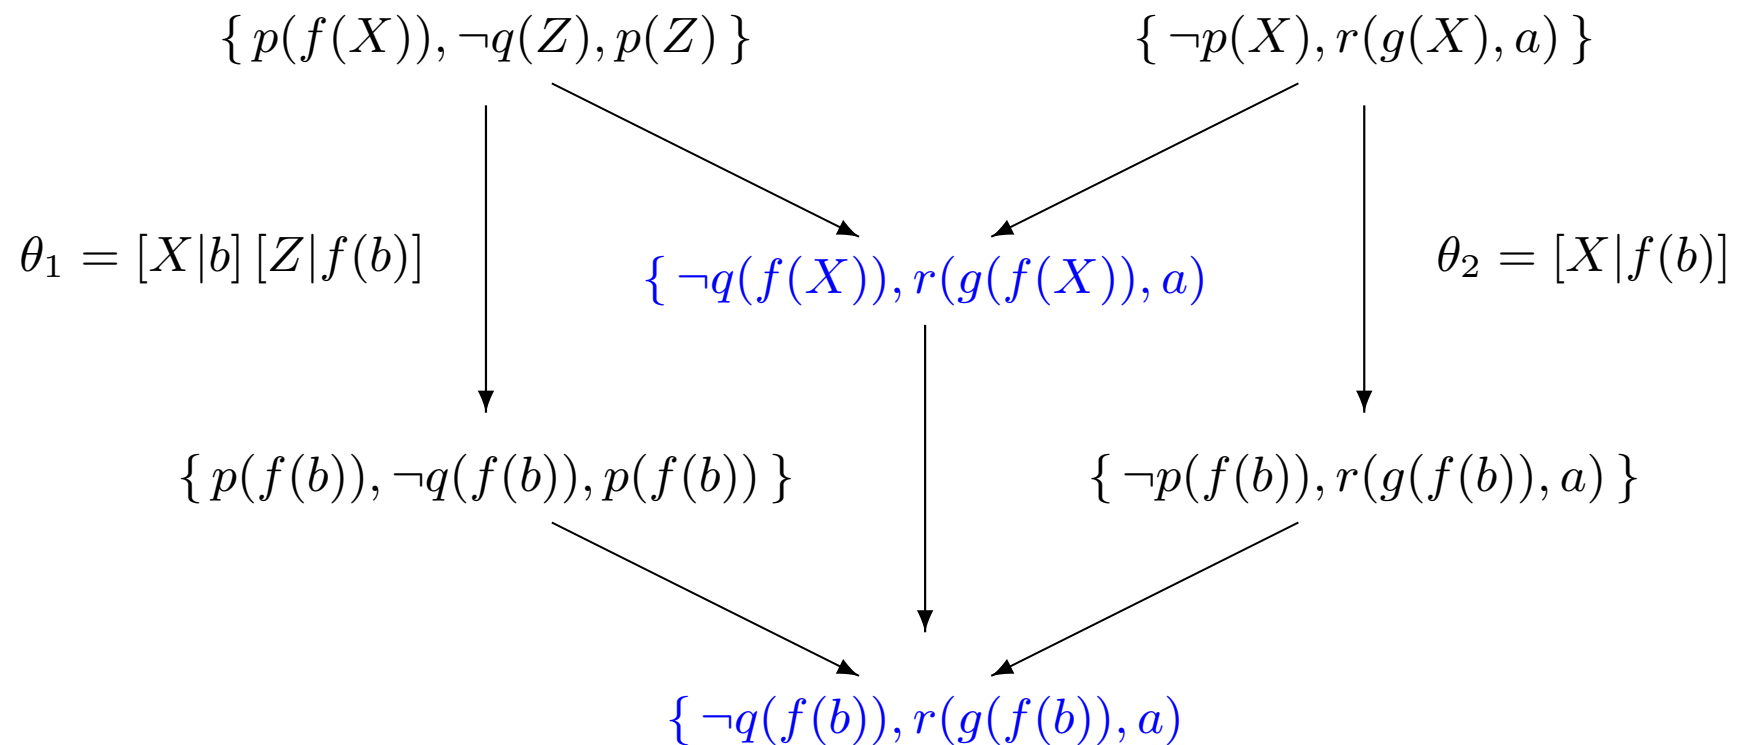 { p(f(X)), ¬q(Z), p(Z) }
{ ¬p(X), r(g(X), a) }
θ₁ = [X|b] [Z|f(b)]
{ ¬q(f(X)), r(g(f(X)), a)
θ₂ = [X|f(b)]
{ p(f(b)), ¬q(f(b)), p(f(b)) }
{ ¬p(f(b)), r(g(f(b)), a) }
{ ¬q(f(b)), r(g(f(b)), a)